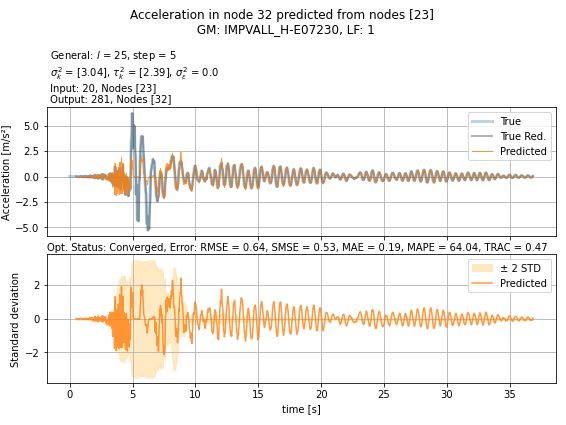 Acceleration in node 32 predicted from nodes [23]
GM: IMPVALL_H-E07230, LF: 1
General: l = 25, step = 5
σ²ₖ = [3.04], τ²ₖ = [2.39], σ²ε = 0.0
Input: 20, Nodes [23]
Output: 281, Nodes [32]
Acceleration [m/s²]
5.0
2.5
0.0
−2.5
−5.0
True
True Red.
Predicted
Opt. Status: Converged, Error: RMSE = 0.64, SMSE = 0.53, MAE = 0.19, MAPE = 64.04, TRAC = 0.47
Standard deviation
2
0
−2
± 2 STD
Predicted
0 5 10 15 20 25 30 35
time [s]